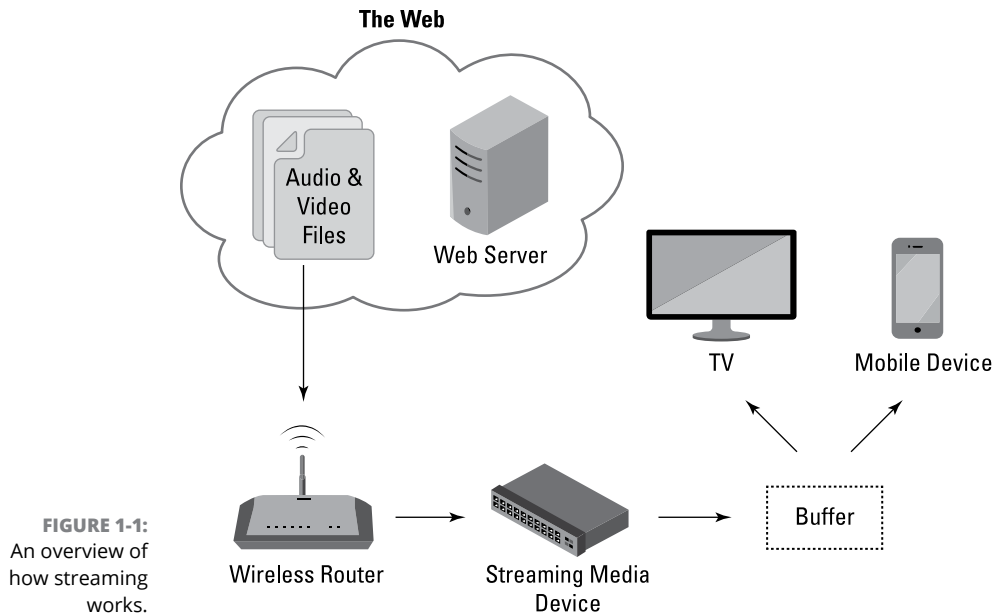 The Web
Audio &
Video
Files
Web Server
TV
Mobile Device
Buffer
Wireless Router
Streaming Media
Device
FIGURE 1-1:
An overview of
how streaming
works.